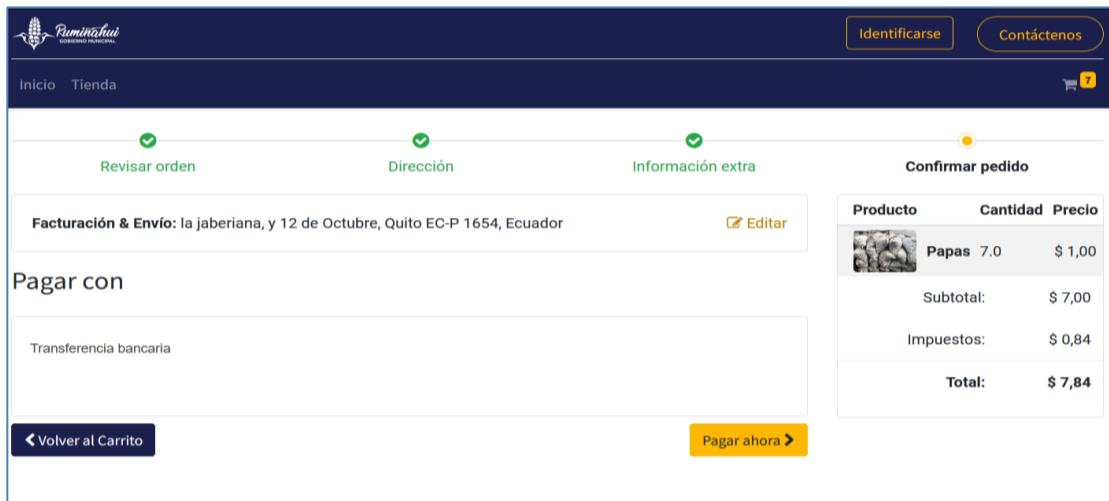 Rumiñahui
GOBIERNO MUNICIPAL
Identificarse
Contáctenos
Inicio Tienda
7
Revisar orden
Dirección
Información extra
Confirmar pedido
Facturación & Envío: la jaberiana, y 12 de Octubre, Quito EC-P 1654, Ecuador
Editar
Pagar con
Transferencia bancaria
Volver al Carrito
Pagar ahora
Producto Cantidad Precio
Papas 7.0 $ 1,00
Subtotal: $ 7,00
Impuestos: $ 0,84
Total: $ 7,84